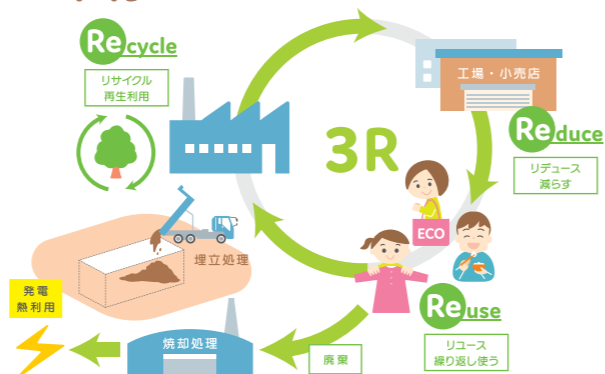 Recycle
リサイクル
再生利用
工場・小売店
3R
Reduce
リデュース
減らす
ECO
埋立処理
発電
熱利用
Reuse
リユース
繰り返し使う
焼却処理
廃棄